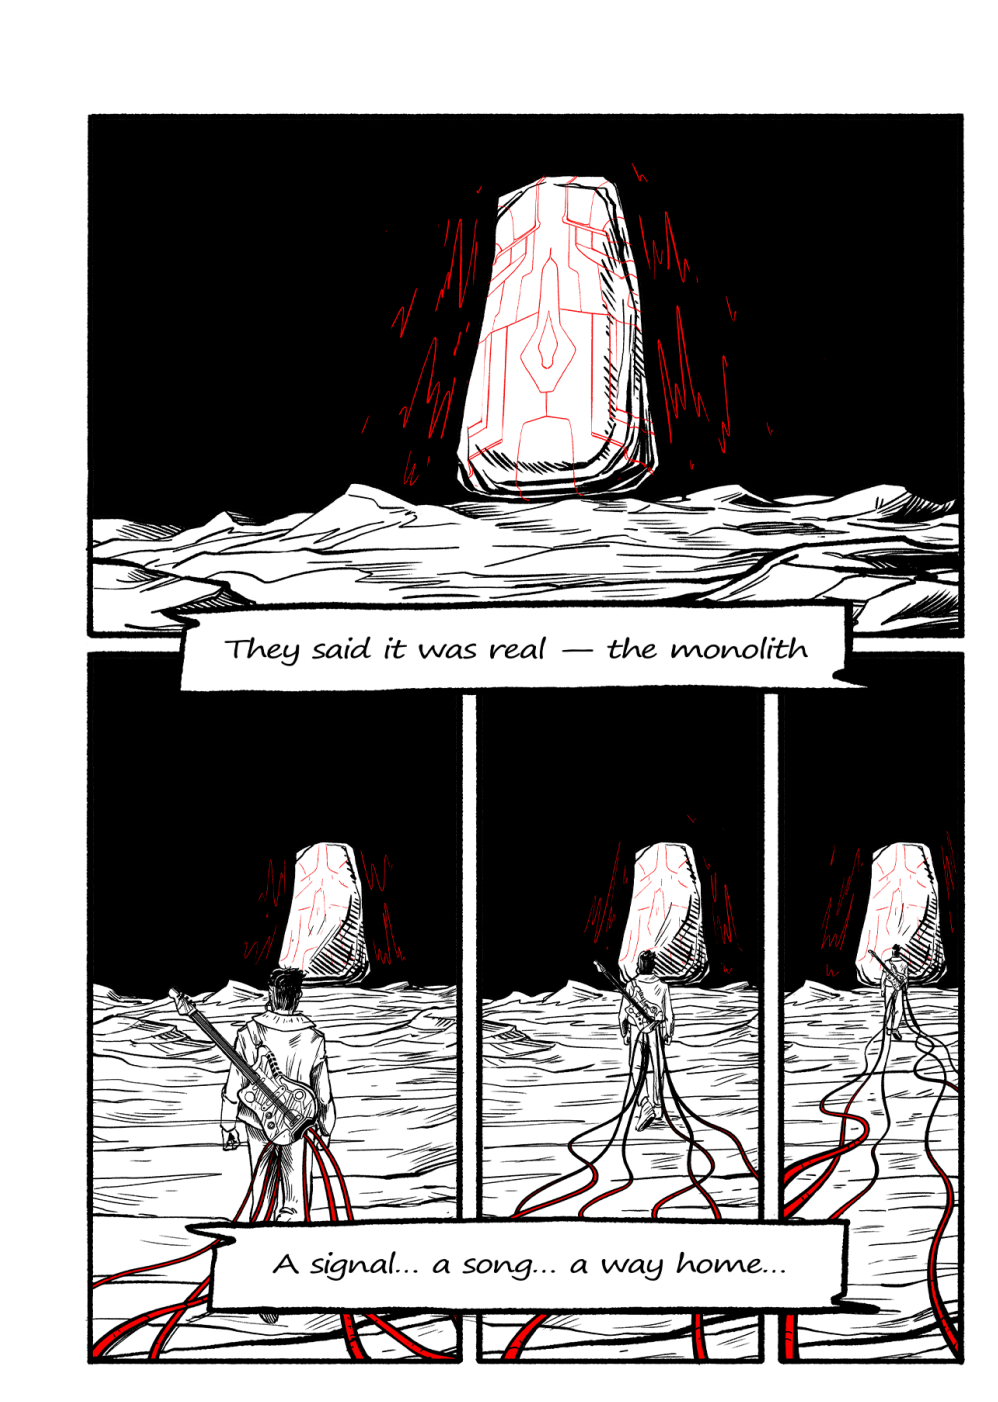 They said it was real — the monolith
A signal... a song... a way home...